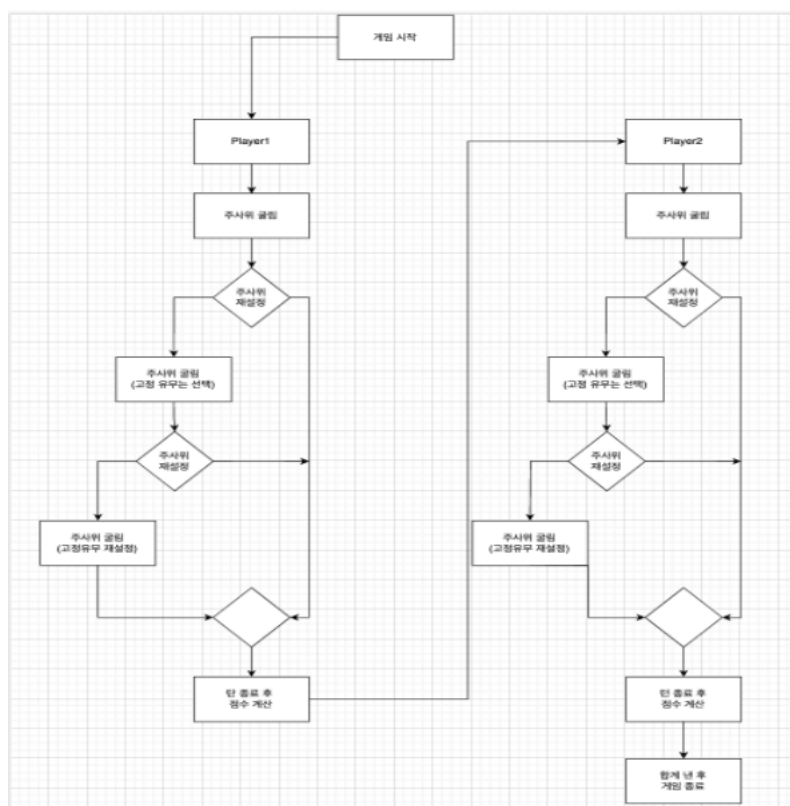 게임 시작
Player1
주사위 굴림
주사위
재설정
주사위 굴림
(고정 유무는 선택)
주사위
재설정
주사위 굴림
(고정유무 재설정)
턴 종료 후
점수 계산
Player2
주사위 굴림
주사위
재설정
주사위 굴림
(고정 유무는 선택)
주사위
재설정
주사위 굴림
(고정유무 재설정)
턴 종료 후
점수 계산
합계 낸 후
게임 종료